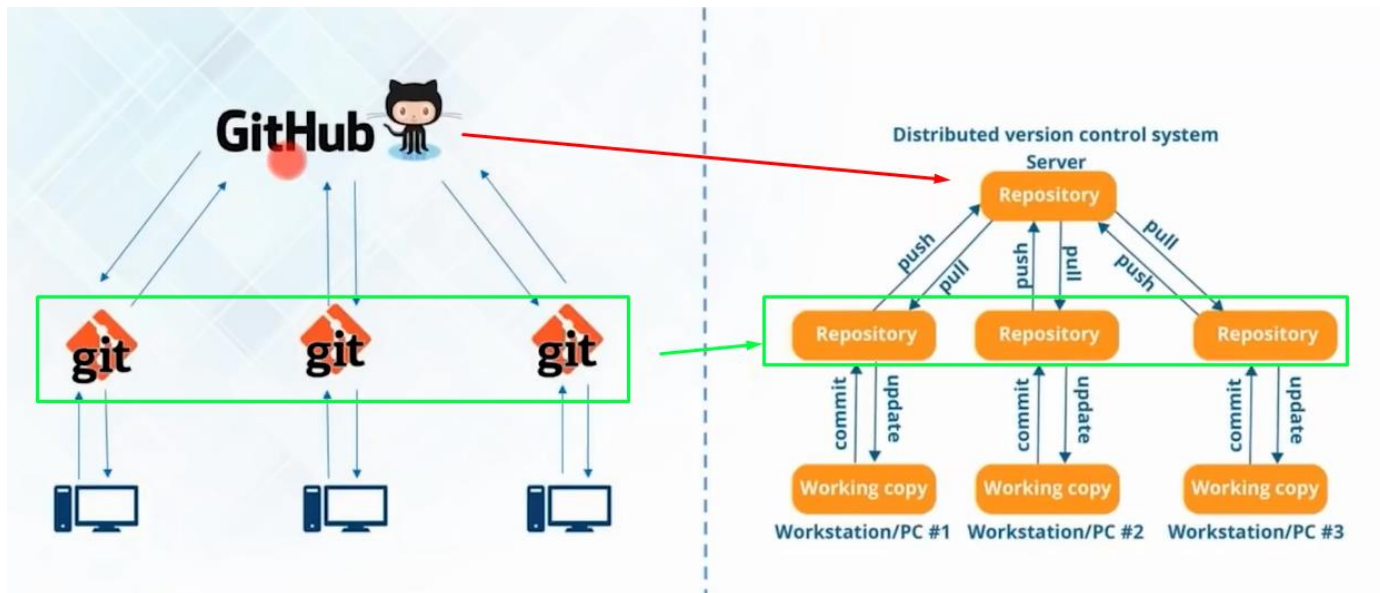 GitHub
git
git
git
Distributed version control system
Server
Repository
push
pull
push
pull
push
pull
Repository
Repository
Repository
commit
update
commit
update
commit
update
Working copy
Working copy
Working copy
Workstation/PC #1
Workstation/PC #2
Workstation/PC #3